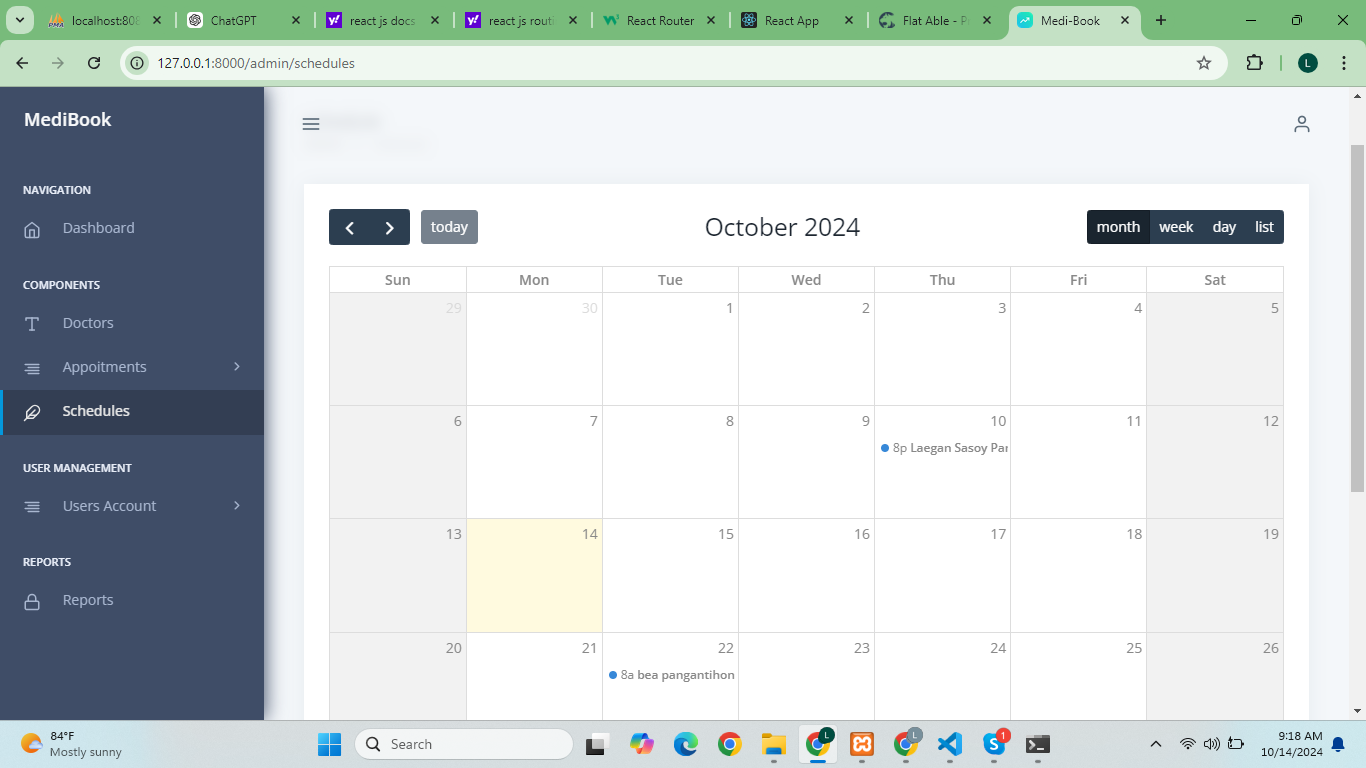 localhost:808
ChatGPT
react js docs
react js routi
React Router
React App
Flat Able - P
Medi-Book
127.0.0.1:8000/admin/schedules
L
MediBook
NAVIGATION
Dashboard
COMPONENTS
Doctors
Appoitments
Schedules
USER MANAGEMENT
Users Account
REPORTS
Reports
today
October 2024
month week day list
Sun Mon Tue Wed Thu Fri Sat
29 30 1 2 3 4 5
6 7 8 9 10 11 12
8p Laegan Sasoy Par
13 14 15 16 17 18 19
20 21 22 23 24 25 26
8a bea pangantihon
84°F
Mostly sunny
Search
L
L
1
9:18 AM
10/14/2024